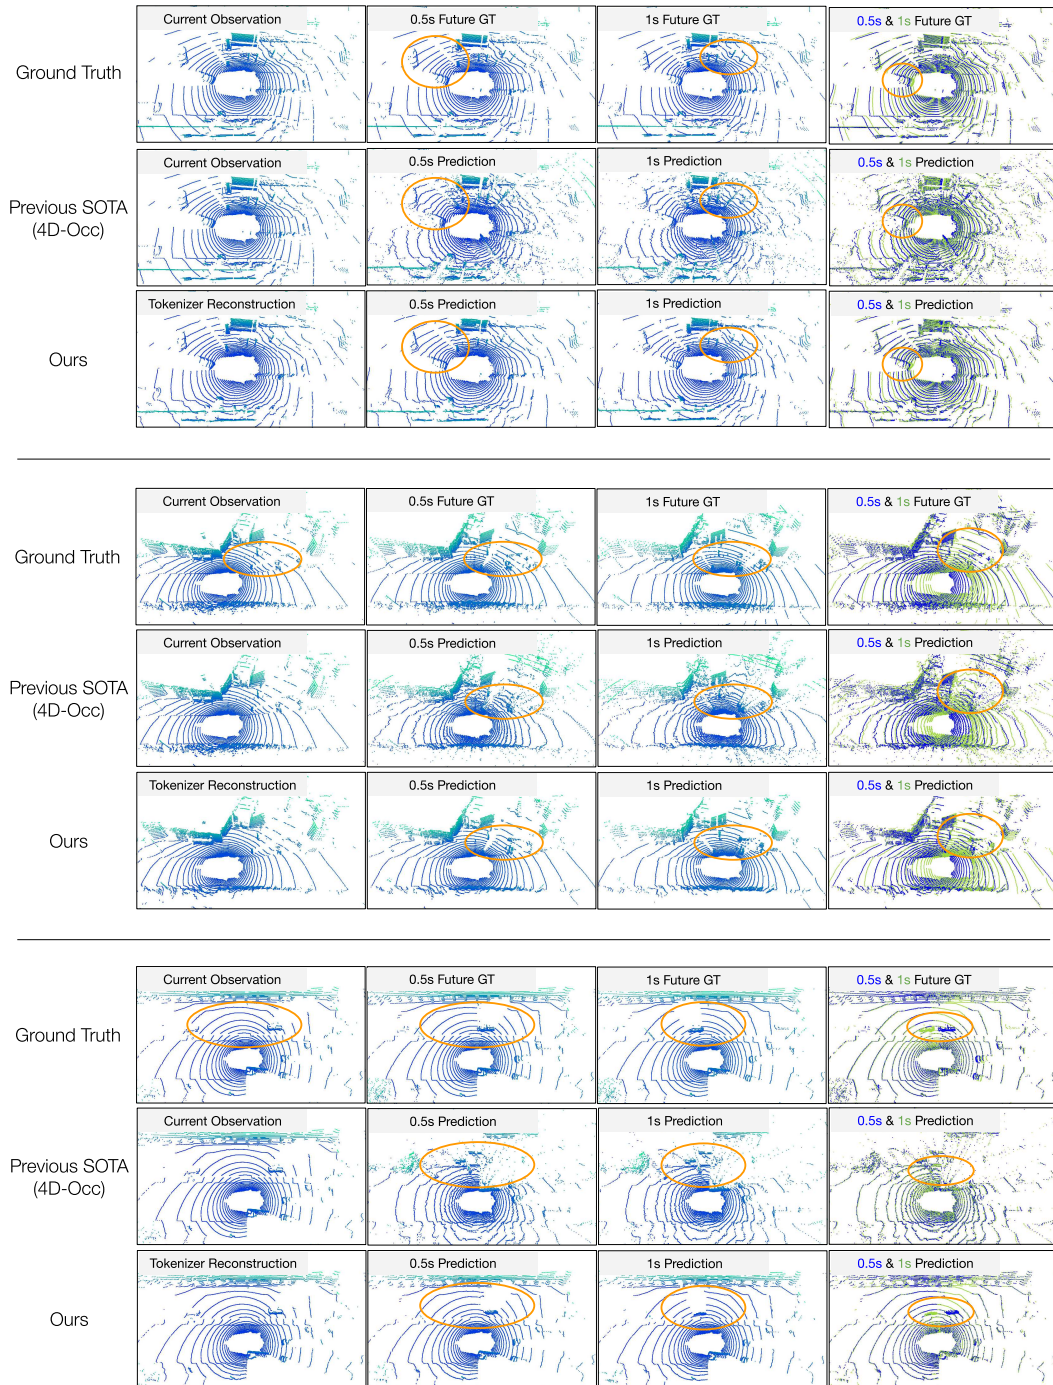 Current Observation
0.5s Future GT
1s Future GT
0.5s & 1s Future GT
Ground Truth
Current Observation
0.5s Prediction
1s Prediction
0.5s & 1s Prediction
Previous SOTA
(4D-Occ)
Tokenizer Reconstruction
0.5s Prediction
1s Prediction
0.5s & 1s Prediction
Ours
Current Observation
0.5s Future GT
1s Future GT
0.5s & 1s Future GT
Ground Truth
Current Observation
0.5s Prediction
1s Prediction
0.5s & 1s Prediction
Previous SOTA
(4D-Occ)
Tokenizer Reconstruction
0.5s Prediction
1s Prediction
0.5s & 1s Prediction
Ours
Current Observation
0.5s Future GT
1s Future GT
0.5s & 1s Future GT
Ground Truth
Current Observation
0.5s Prediction
1s Prediction
0.5s & 1s Prediction
Previous SOTA
(4D-Occ)
Tokenizer Reconstruction
0.5s Prediction
1s Prediction
0.5s & 1s Prediction
Ours